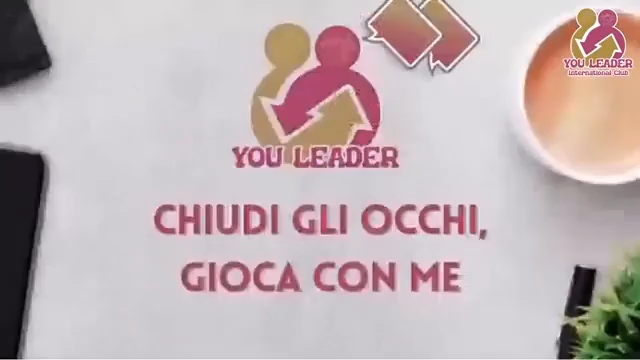 YOU LEADER
International Club
YOU LEADER
CHIUDI GLI OCCHI,
GIOCA CON ME